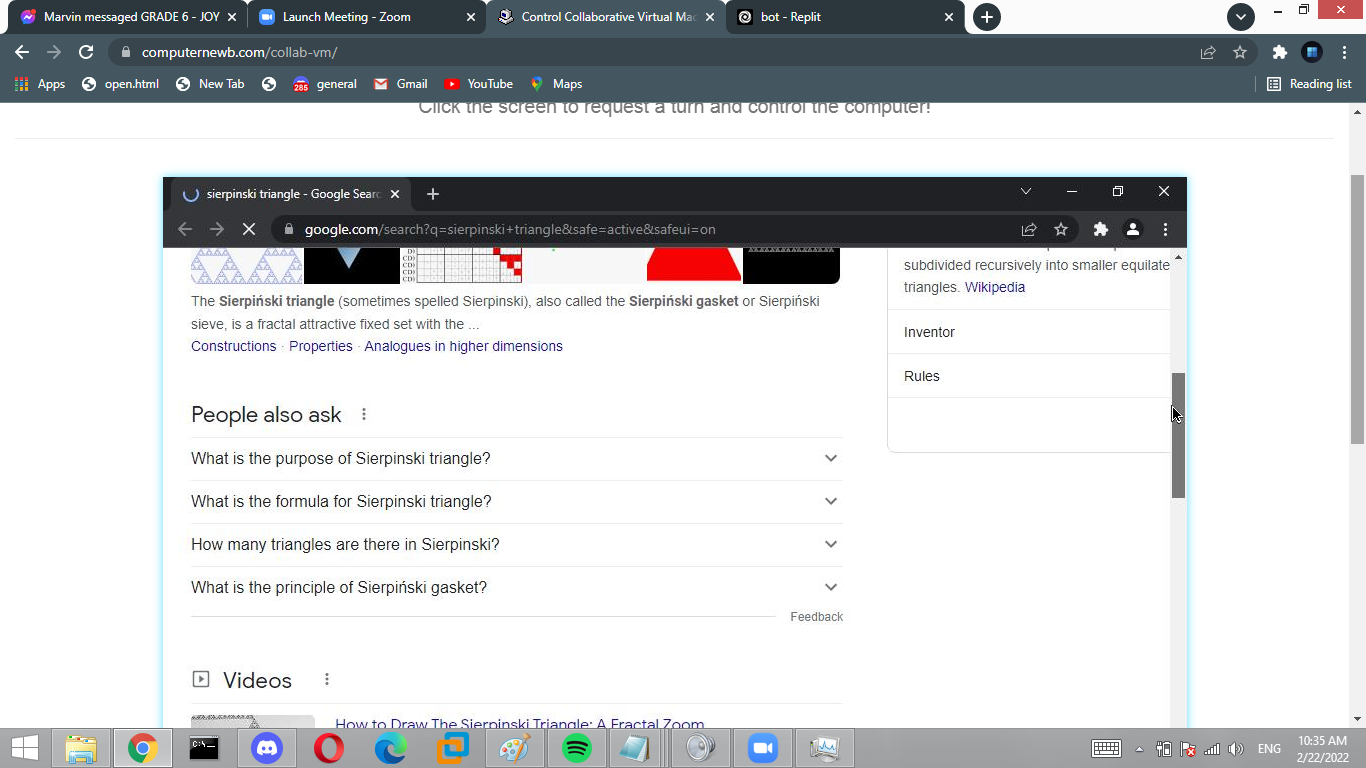 Marvin messaged GRADE 6 - JOY
Launch Meeting - Zoom
Control Collaborative Virtual Mac
bot - Replit
computernewb.com/collab-vm/
Apps
open.html
New Tab
285
general
Gmail
YouTube
Maps
Reading list
Click the screen to request a turn and control the computer!
sierpinski triangle - Google Searc
google.com/search?q=sierpinski+triangle&safe=active&safeui=on
The Sierpiński triangle (sometimes spelled Sierpinski), also called the Sierpiński gasket or Sierpiński
sieve, is a fractal attractive fixed set with the ...
Constructions · Properties · Analogues in higher dimensions
subdivided recursively into smaller equilate
triangles. Wikipedia
Inventor
Rules
People also ask
What is the purpose of Sierpinski triangle?
What is the formula for Sierpinski triangle?
How many triangles are there in Sierpinski?
What is the principle of Sierpiński gasket?
Feedback
Videos
How to Draw The Sierpinski Triangle: A Fractal Zoom
ENG
10:35 AM
2/22/2022